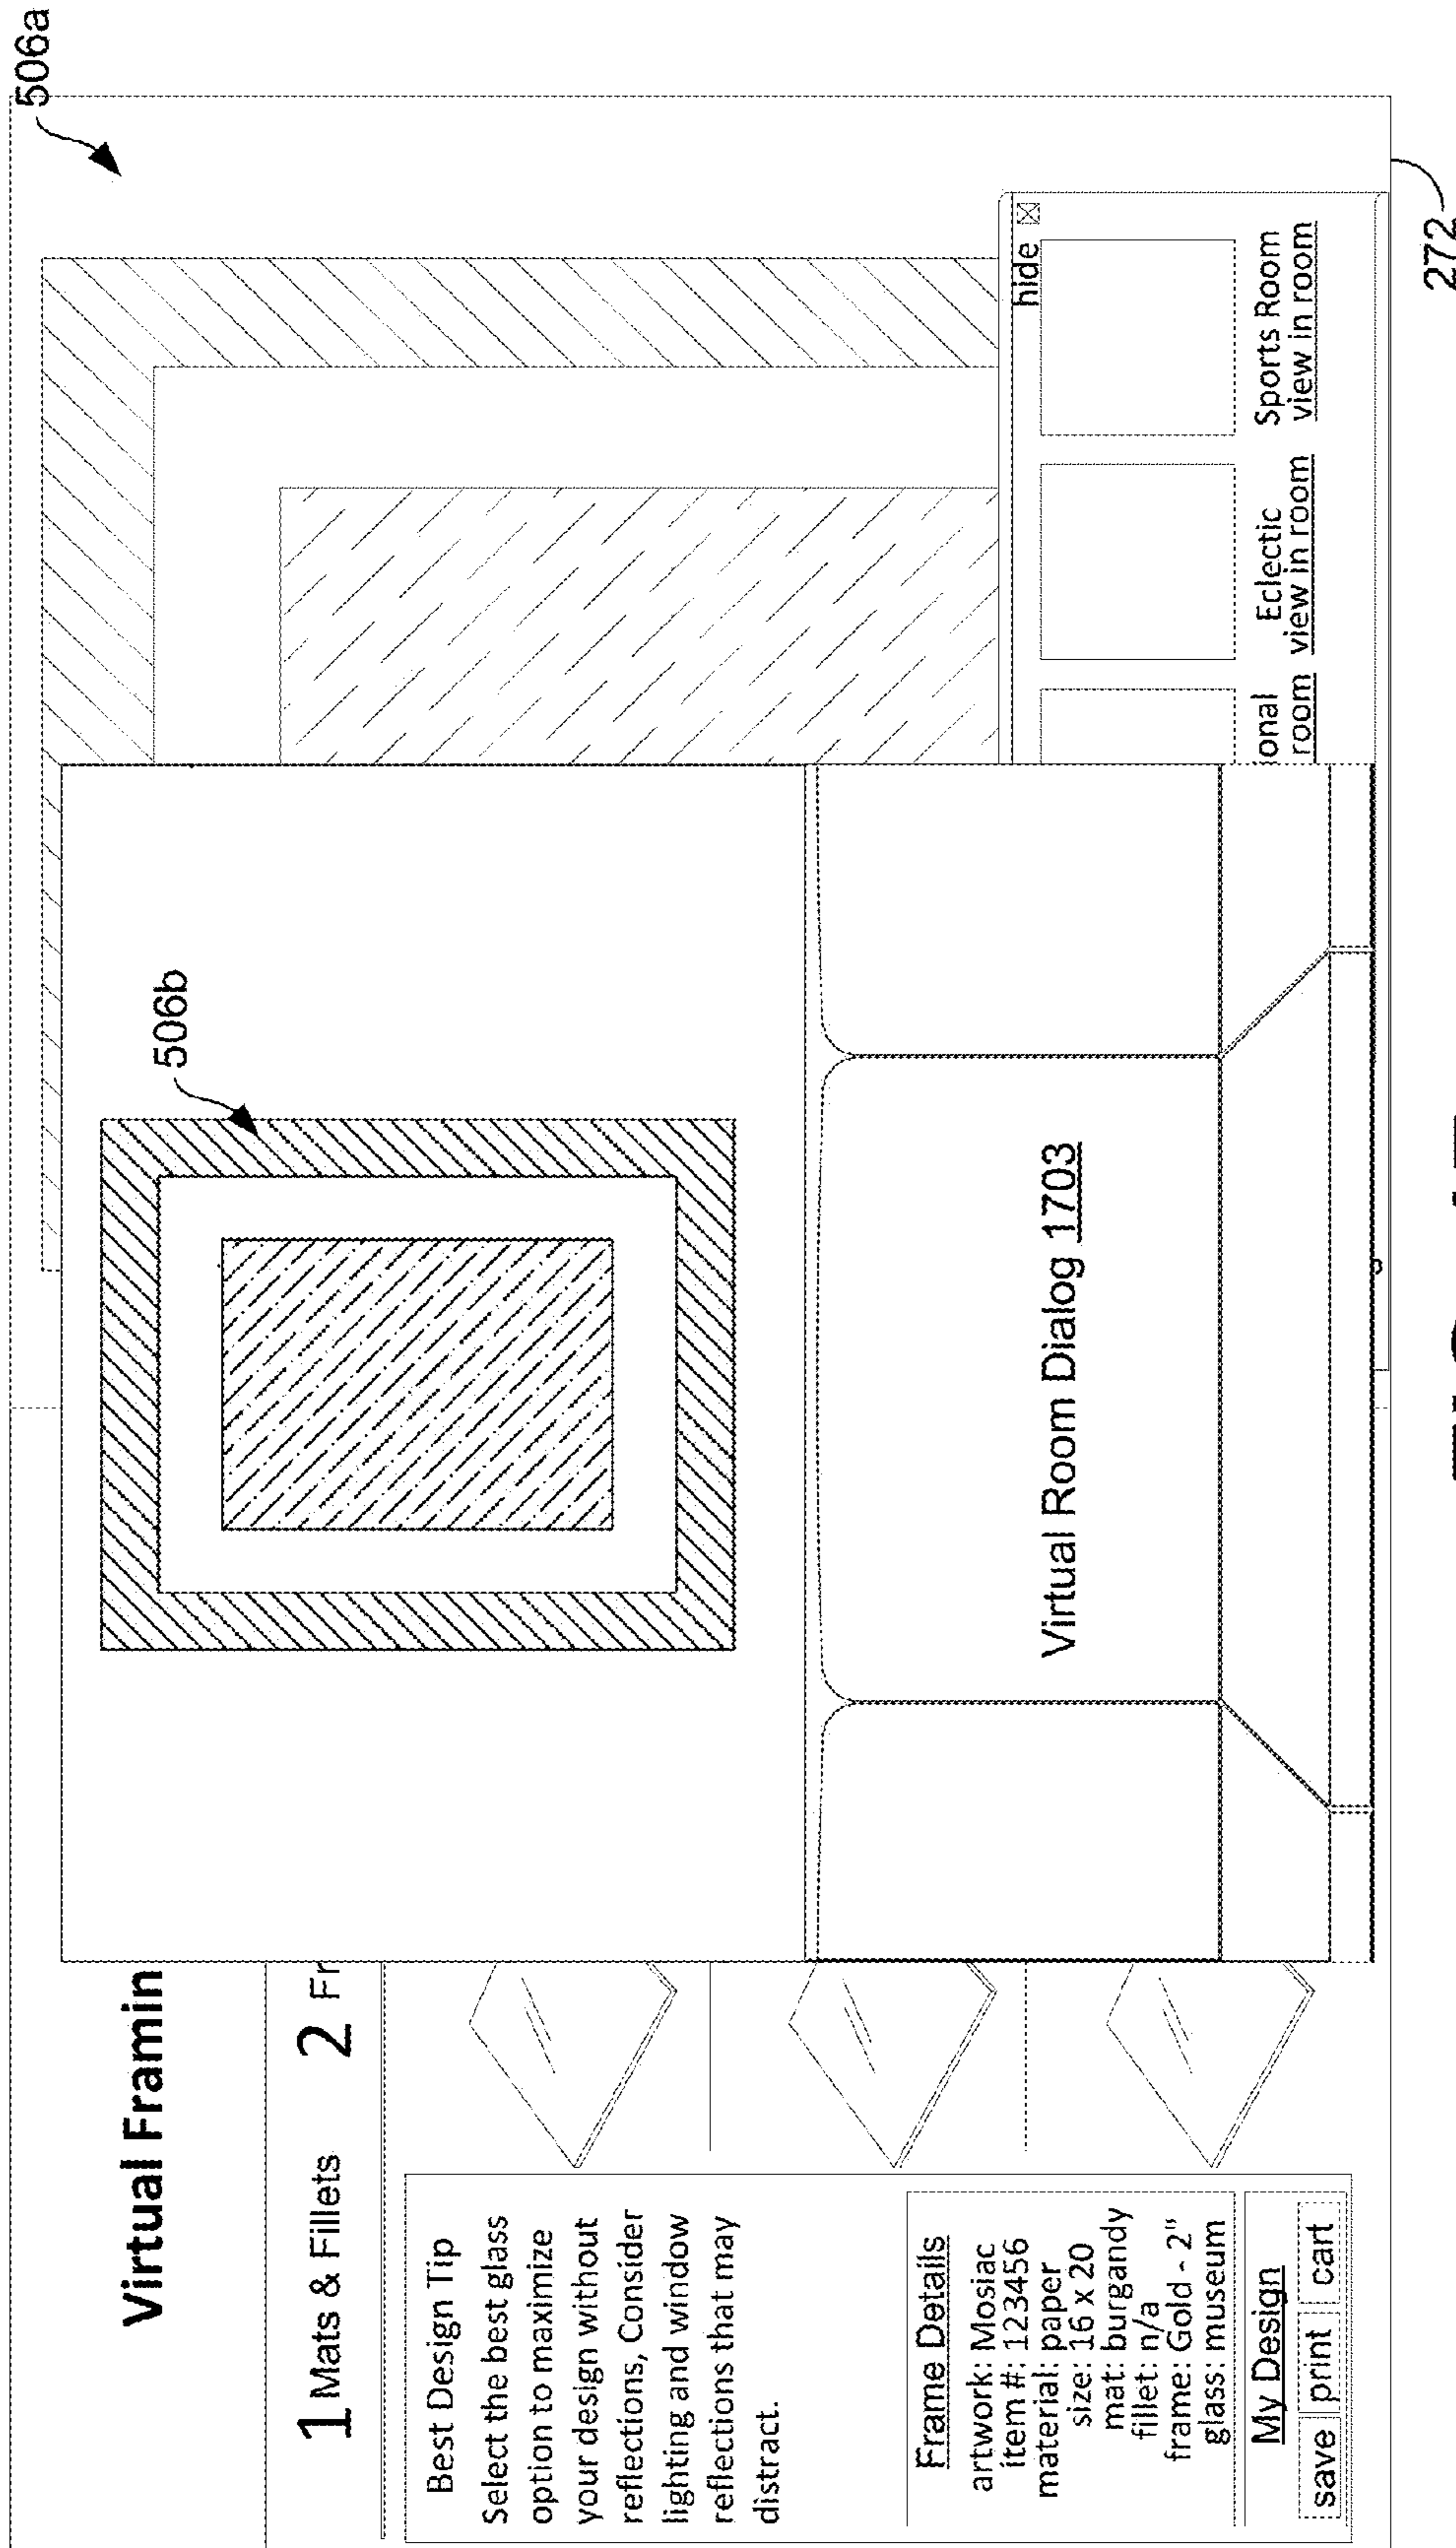 506a
Virtual Framin
1 Mats & Fillets 2 Fr
Best Design Tip
Select the best glass
option to maximize
your design without
reflections, Consider
lighting and window
reflections that may
distract.
Frame Details
artwork: Mosiac
item #: 123456
material: paper
size: 16 x 20
mat: burgandy
fillet: n/a
frame: Gold - 2"
glass: museum
My Design
save print cart
506b
Virtual Room Dialog 1703
hide
ional
room
Eclectic
view in room
Sports Room
view in room
272